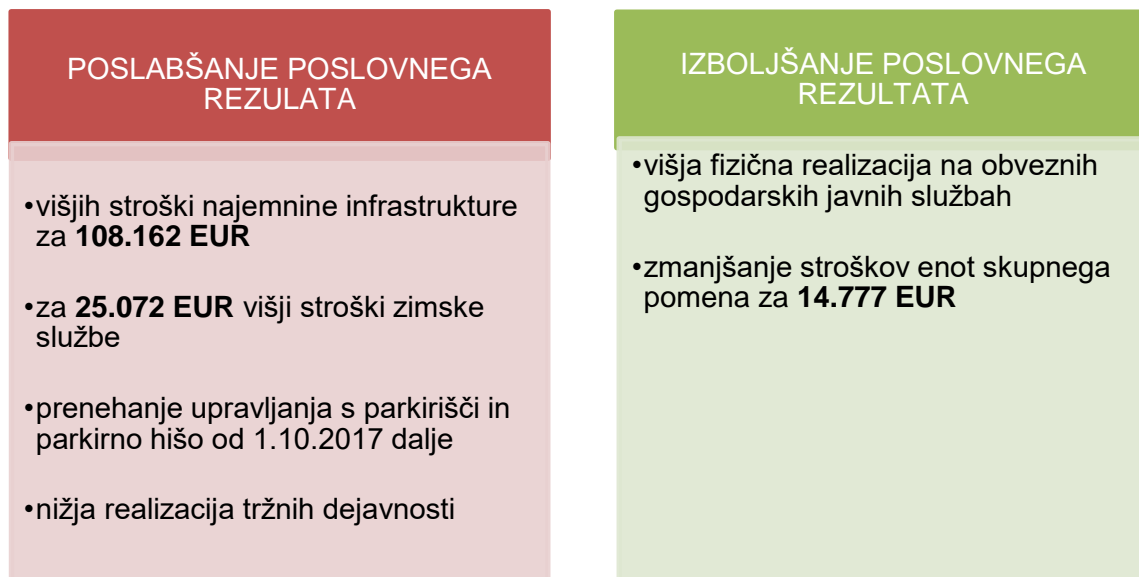 POSLABŠANJE POSLOVNEGA
REZULATA
•višjih stroški najemnine infrastrukture
za 108.162 EUR
•za 25.072 EUR višji stroški zimske
službe
•prenehanje upravljanja s parkirišči in
parkirno hišo od 1.10.2017 dalje
•nižja realizacija tržnih dejavnosti
IZBOLJŠANJE POSLOVNEGA
REZULTATA
•višja fizična realizacija na obveznih
gospodarskih javnih službah
•zmanjšanje stroškov enot skupnega
pomena za 14.777 EUR